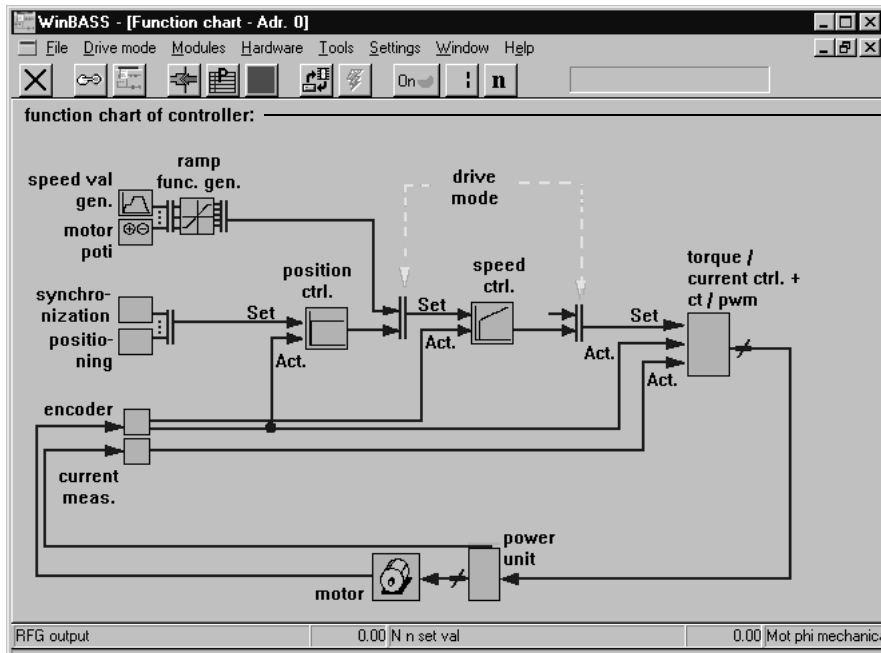 WinBASS - [Function chart - Adr. 0]
File Drive mode Modules Hardware Tools Settings Window Help
P On n
function chart of controller:
speed val
gen.
motor
poti
ramp
func. gen.
drive
mode
position
ctrl.
speed
ctrl.
torque /
current ctrl. +
ct / pwm
synchro-
nization
positio-
ning
Set
Act.
Set
Act.
Set
Act.
Act.
encoder
current
meas.
power
unit
motor
RFG output 0.00 N n set val 0.00 Mot phi mechanica